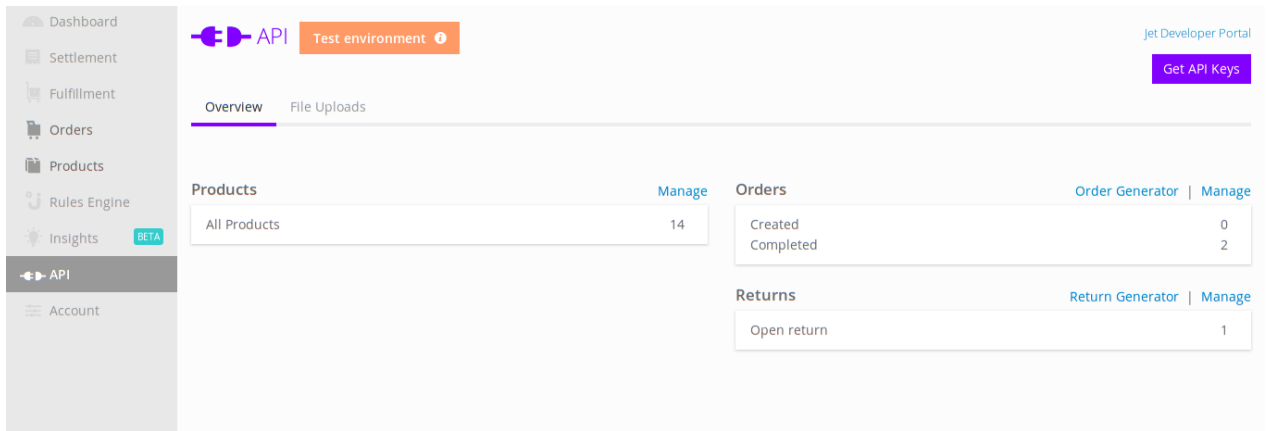 Dashboard
Settlement
Fulfillment
Orders
Products
Rules Engine
Insights BETA
API
Account
API Test environment
Jet Developer Portal
Get API Keys
Overview File Uploads
Products Manage
All Products 14
Orders Order Generator | Manage
Created 0
Completed 2
Returns Return Generator | Manage
Open return 1